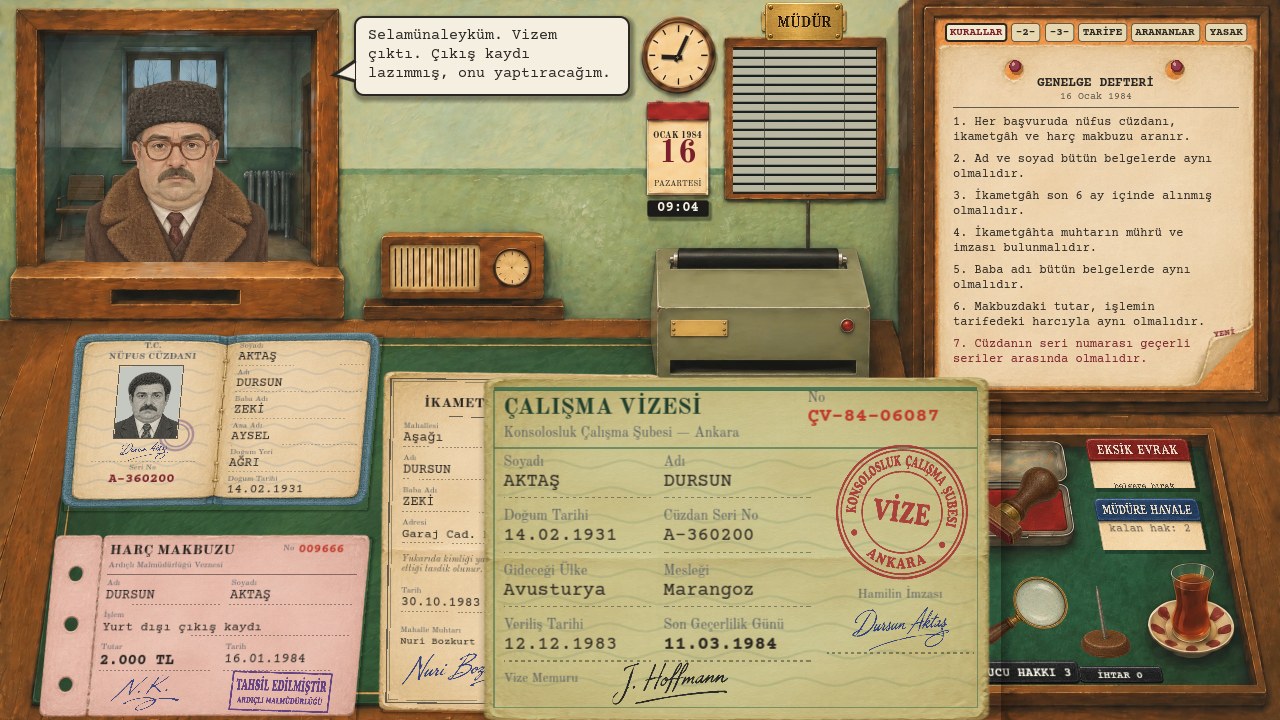 Selamünaleyküm. Vizem
çıktı. Çıkış kaydı
lazımmış, onu yaptıracağım.
MÜDÜR
OCAK 1984
16
PAZARTESİ
09:04
KURALLAR
-2-
-3-
TARİFE
ARANANLAR
YASAK
GENELGE DEFTERİ
16 Ocak 1984
1. Her başvuruda nüfus cüzdanı,
ikametgâh ve harç makbuzu aranır.
2. Ad ve soyad bütün belgelerde aynı
olmalıdır.
3. İkametgâh son 6 ay içinde alınmış
olmalıdır.
4. İkametgâhta muhtarın mührü ve
imzası bulunmalıdır.
5. Baba adı bütün belgelerde aynı
olmalıdır.
6. Makbuzdaki tutar, işlemin
tarifedeki harcıyla aynı olmalıdır.
7. Cüzdanın seri numarası geçerli
seriler arasında olmalıdır.
YENİ
T.C.
NÜFUS CÜZDANI
Seri No
A-360200
Soyadı
AKTAŞ
Adı
DURSUN
Baba Adı
ZEKİ
Ana Adı
AYSEL
Doğum Yeri
AĞRI
Doğum Tarihi
14.02.1931
HARÇ MAKBUZU
No 009666
Ardıçlı Malmüdürlüğü Veznesi
Adı
DURSUN
Soyadı
AKTAŞ
İşlem
Yurt dışı çıkış kaydı
Tutar
2.000 TL
Tarih
16.01.1984
N. K.
TAHSİL EDİLMİŞTİR
ARDIÇLI MALMÜDÜRLÜĞÜ
İKAMET
Mahallesi
Aşağı
Adı
DURSUN
Baba Adı
ZEKİ
Adresi
Garaj Cad.
Yukarıda kimliği
ettiği tasdik olunur.
Tarih
30.10.1983
Mahalle Muhtarı
Nuri Bozkurt
Nuri Boz
ÇALIŞMA VİZESİ
Konsolosluk Çalışma Şubesi — Ankara
No
ÇV-84-06087
Soyadı
AKTAŞ
Adı
DURSUN
Doğum Tarihi
14.02.1931
Cüzdan Seri No
A-360200
Gideceği Ülke
Avusturya
Mesleği
Marangoz
Veriliş Tarihi
12.12.1983
Son Geçerlilik Günü
11.03.1984
Vize Memuru
J. Hoffmann
KONSOLOSLUK ÇALIŞMA ŞUBESİ
VİZE
ANKARA
Hamilin İmzası
Dursun Aktaş
EKSİK EVRAK
MÜDÜRE HAVALE
kalan hak: 2
UCU HAKKI 3
İHTAR 0